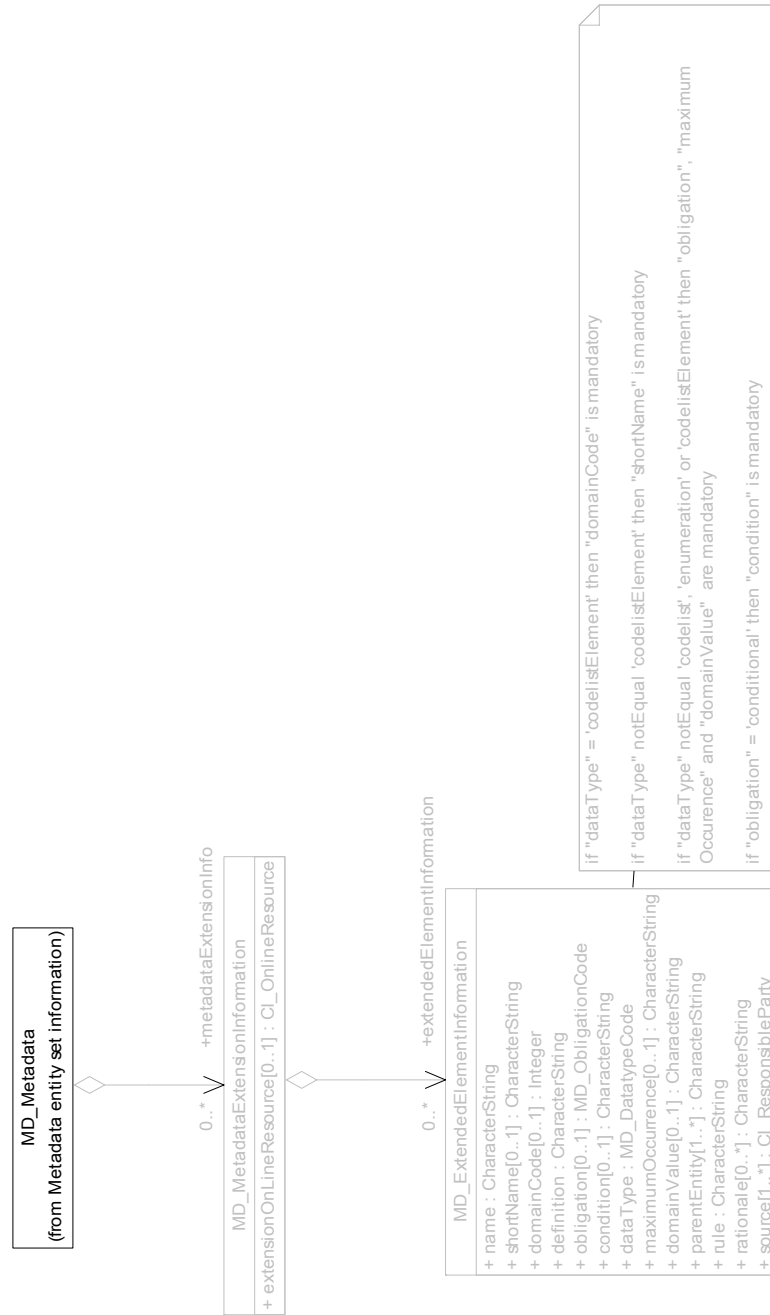 MD_Metadata
(from Metadata entity set information)
0..*
+metadataExtensionInfo
MD_MetadataExtensionInformation
+ extensionOnLineResource[0..1] : CI_OnlineResource
0..*
+extendedElementInformation
MD_ExtendedElementInformation
+ name : CharacterString
+ shortName[0..1] : CharacterString
+ domainCode[0..1] : Integer
+ definition : CharacterString
+ obligation[0..1] : MD_ObligationCode
+ condition[0..1] : CharacterString
+ dataType : MD_DatatypeCode
+ maximumOccurrence[0..1] : CharacterString
+ domainValue[0..1] : CharacterString
+ parentEntity[1..*] : CharacterString
+ rule : CharacterString
+ rationale[0..*] : CharacterString
+ source[1..*] : CI_ResponsibleParty
if "dataType" = 'codelistElement' then "domainCode" is mandatory
if "dataType" notEqual 'codelistElement' then "shortName" is mandatory
if "dataType" notEqual 'codelist', 'enumeration' or 'codelistElement' then "obligation", "maximum
Occurence" and "domainValue" are mandatory
if "obligation" = 'conditional' then "condition" is mandatory